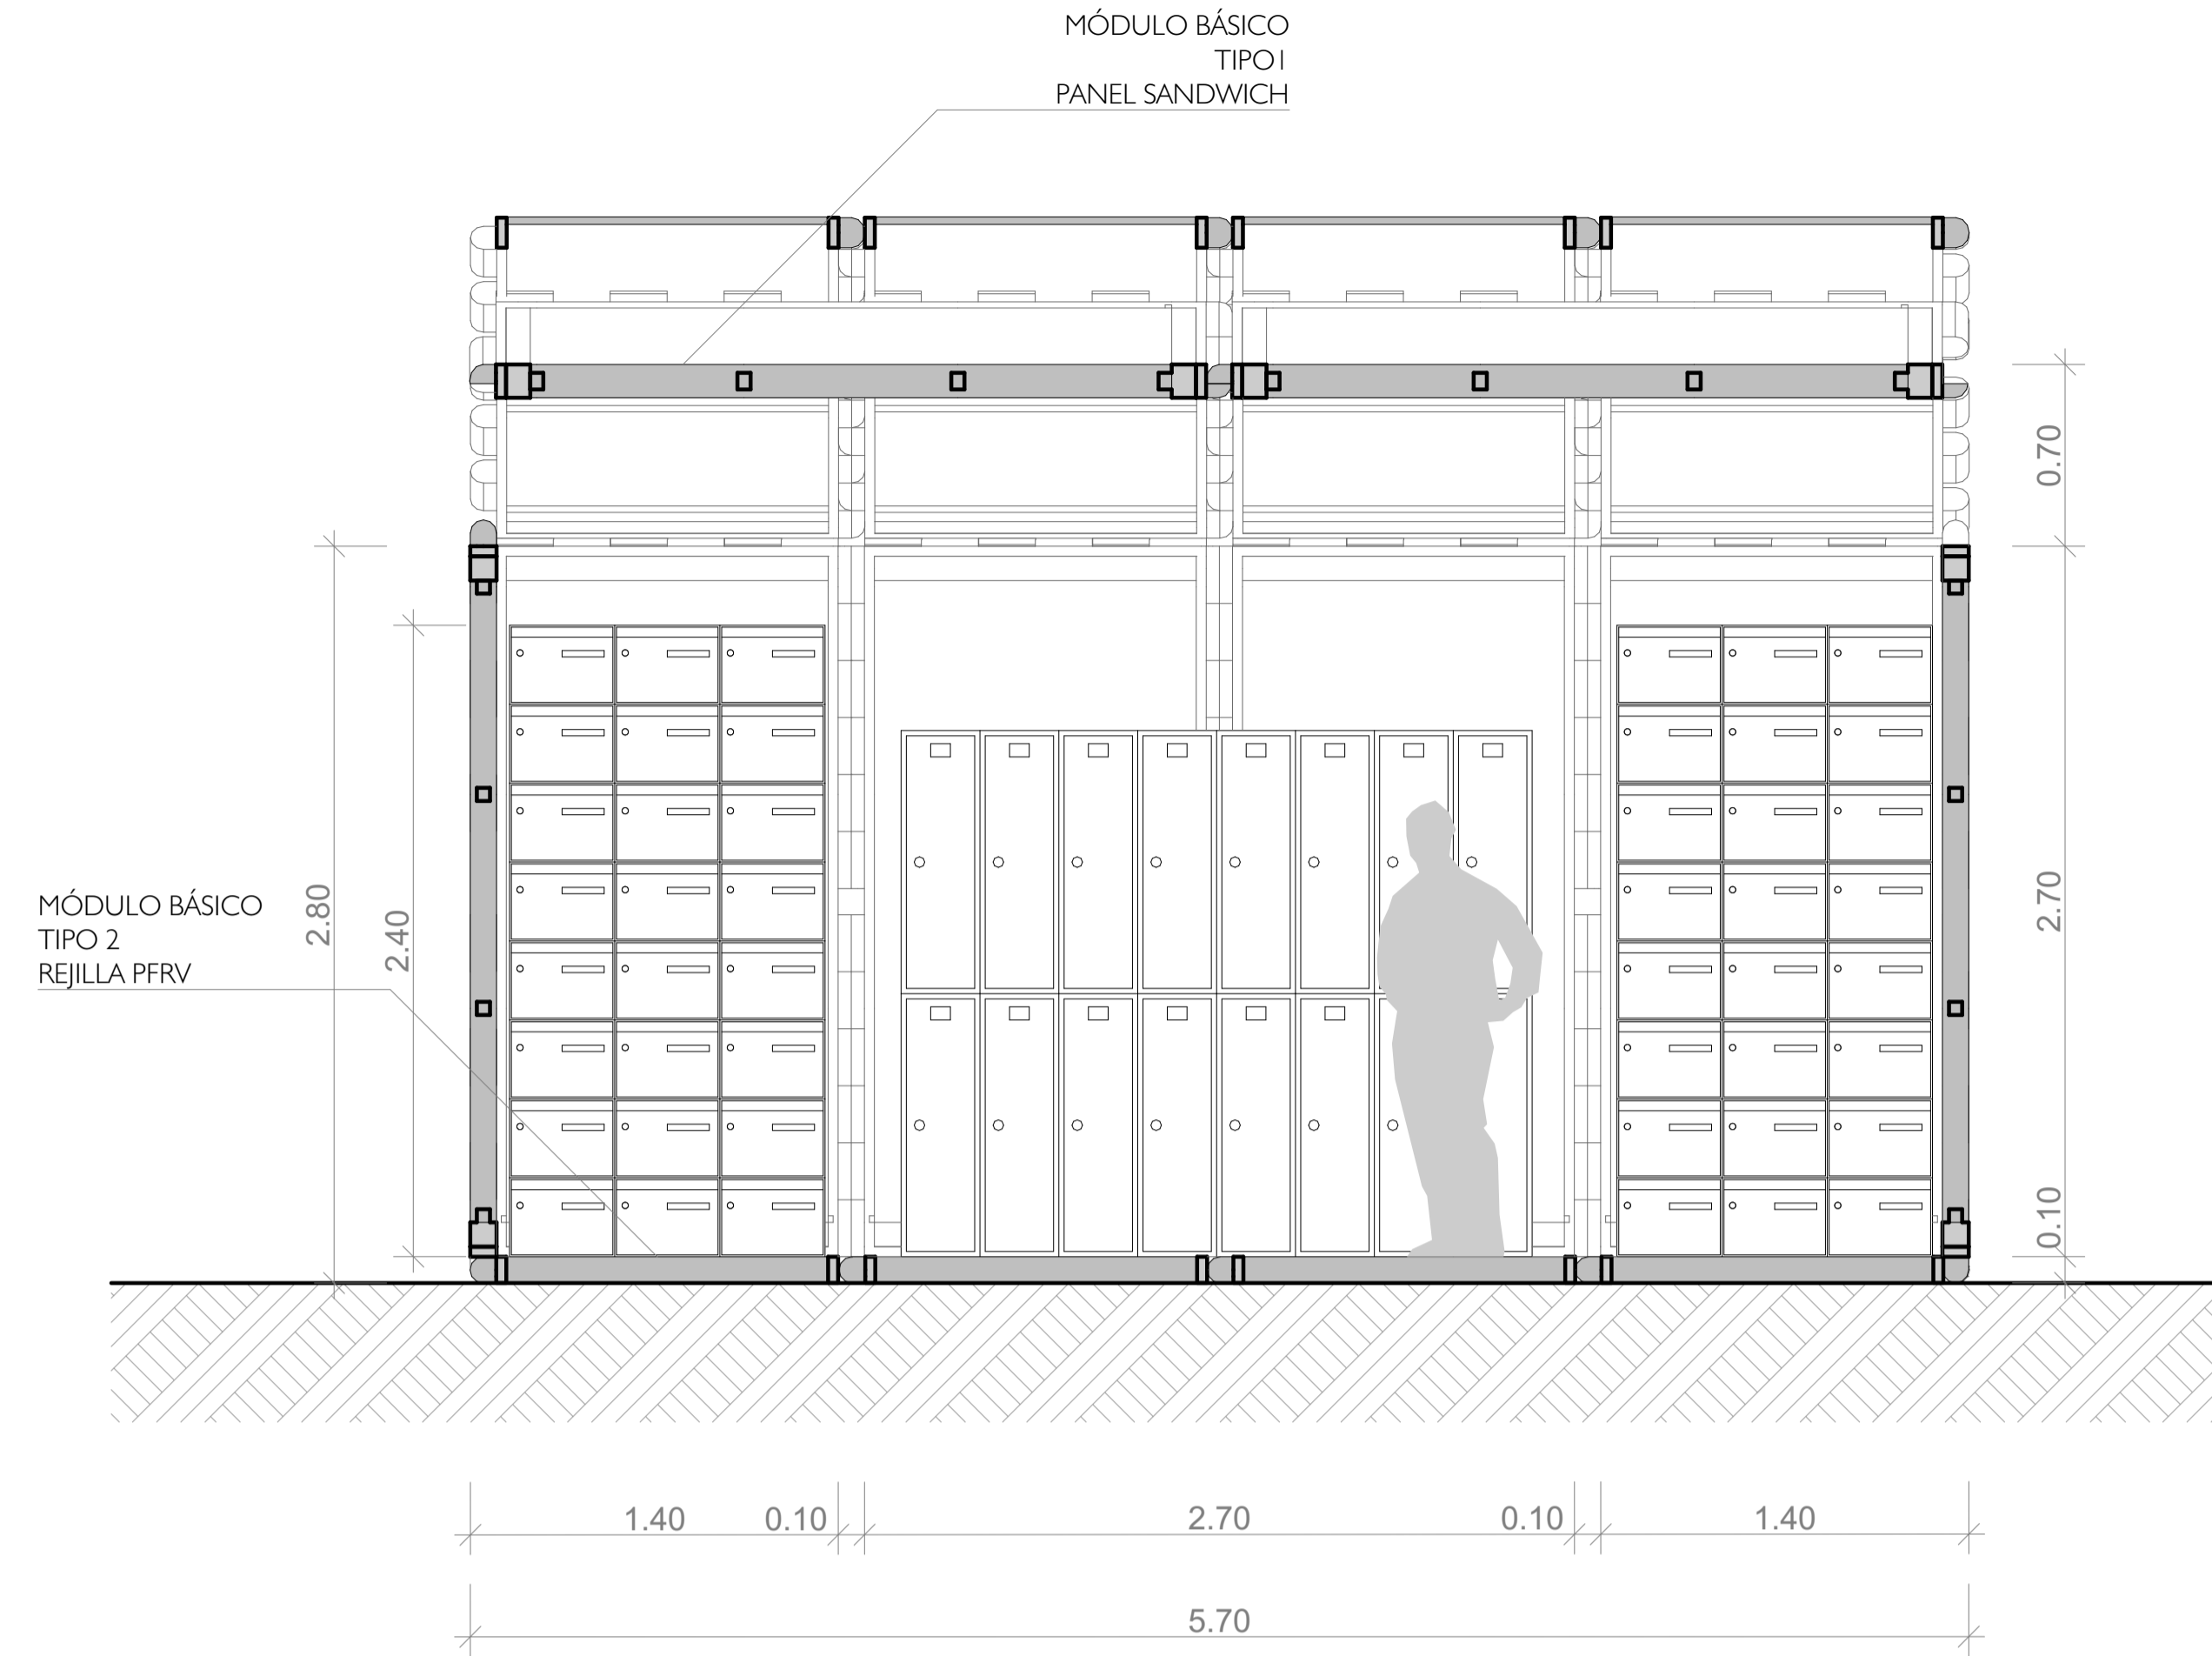 MÓDULO BÁSICO
TIPO1
PANEL SANDWICH
0.70
2.80
2.40
2.70
MÓDULO BÁSICO
TIPO 2
REJILLA PFRV
0.10
1.40 0.10 2.70 0.10 1.40
5.70